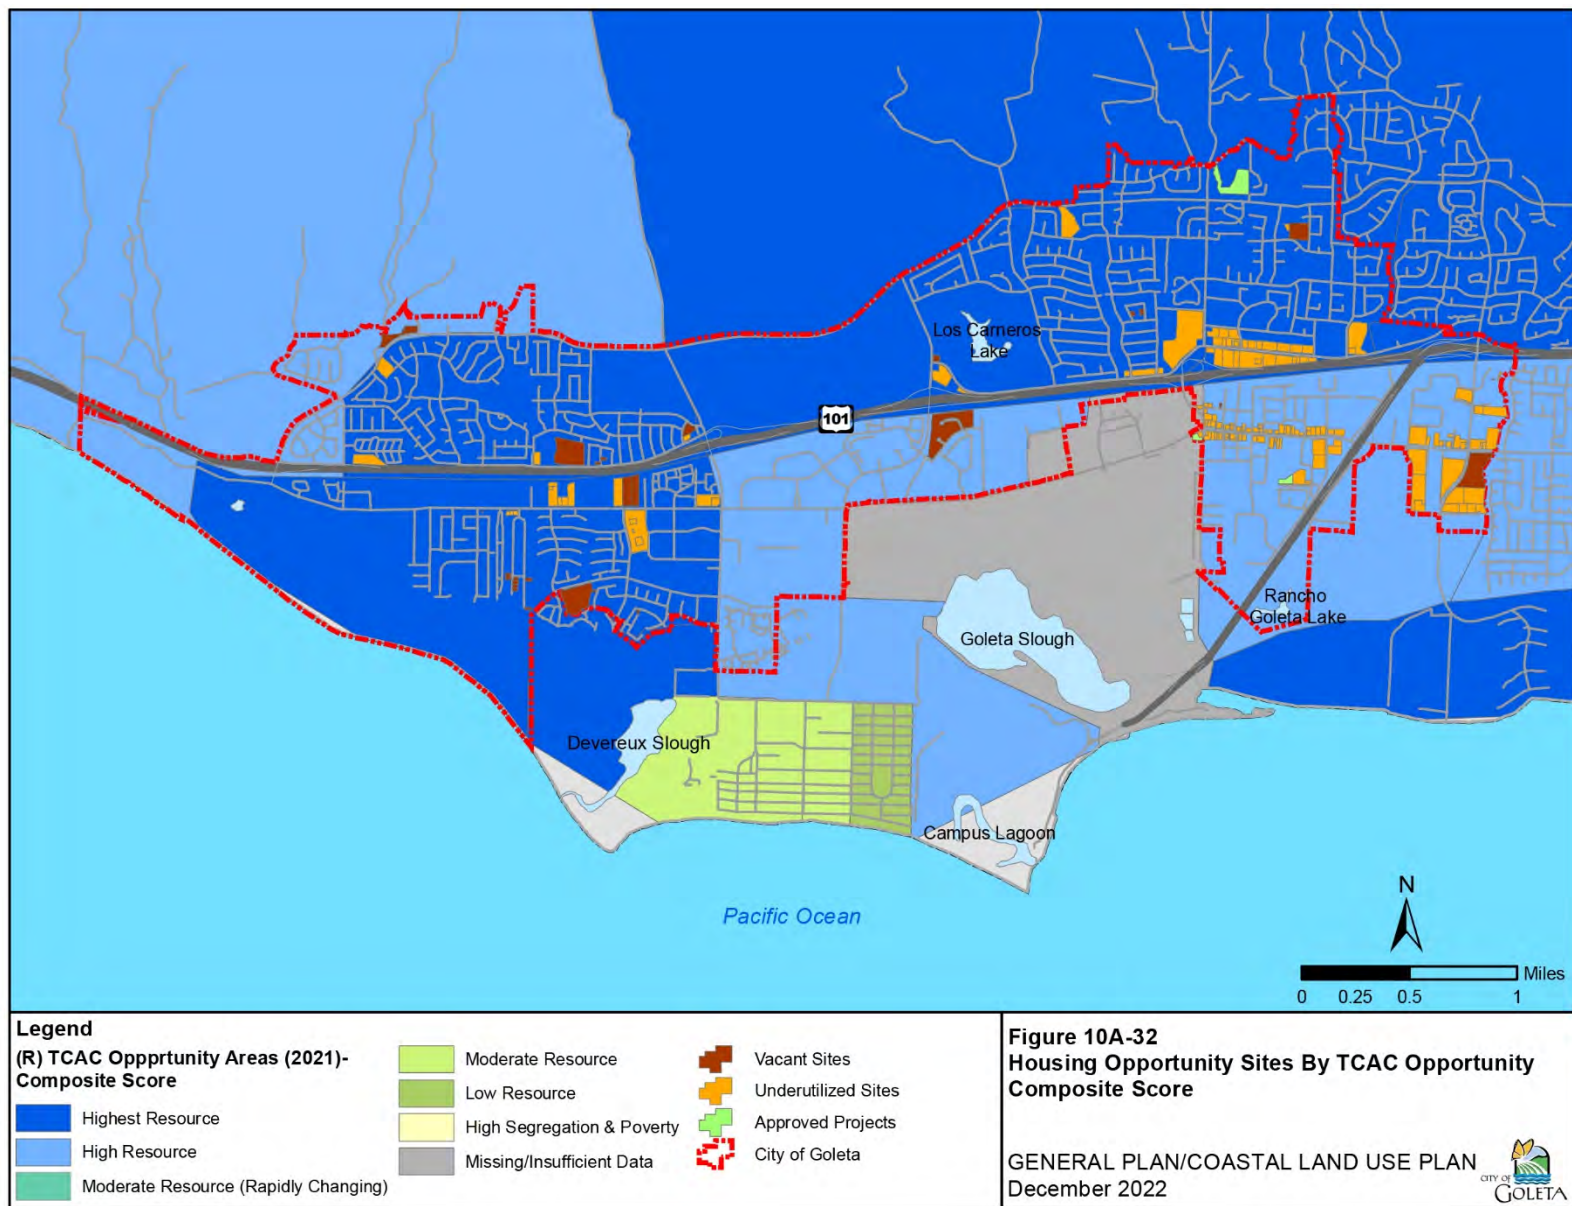 Los Carneros
Lake
101
Rancho
Goleta Lake
Goleta Slough
Devereux Slough
Campus Lagoon
Pacific Ocean
N
Miles
0 0.25 0.5 1
Legend
(R) TCAC Oppprtunity Areas (2021)-
Composite Score
Highest Resource
High Resource
Moderate Resource (Rapidly Changing)
Moderate Resource
Low Resource
High Segregation & Poverty
Missing/Insufficient Data
Vacant Sites
Underutilized Sites
Approved Projects
City of Goleta
Figure 10A-32
Housing Opportunity Sites By TCAC Opportunity
Composite Score
GENERAL PLAN/COASTAL LAND USE PLAN
December 2022
CITY OF
GOLETA